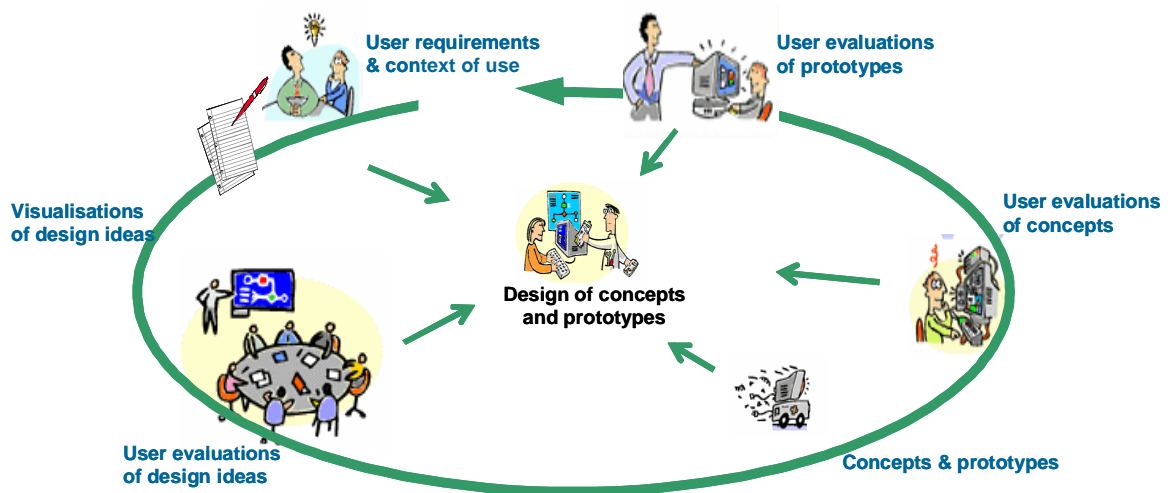 User requirements
& context of use
User evaluations
of prototypes
Visualisations
of design ideas
User evaluations
of concepts
Design of concepts
and prototypes
User evaluations
of design ideas
Concepts & prototypes